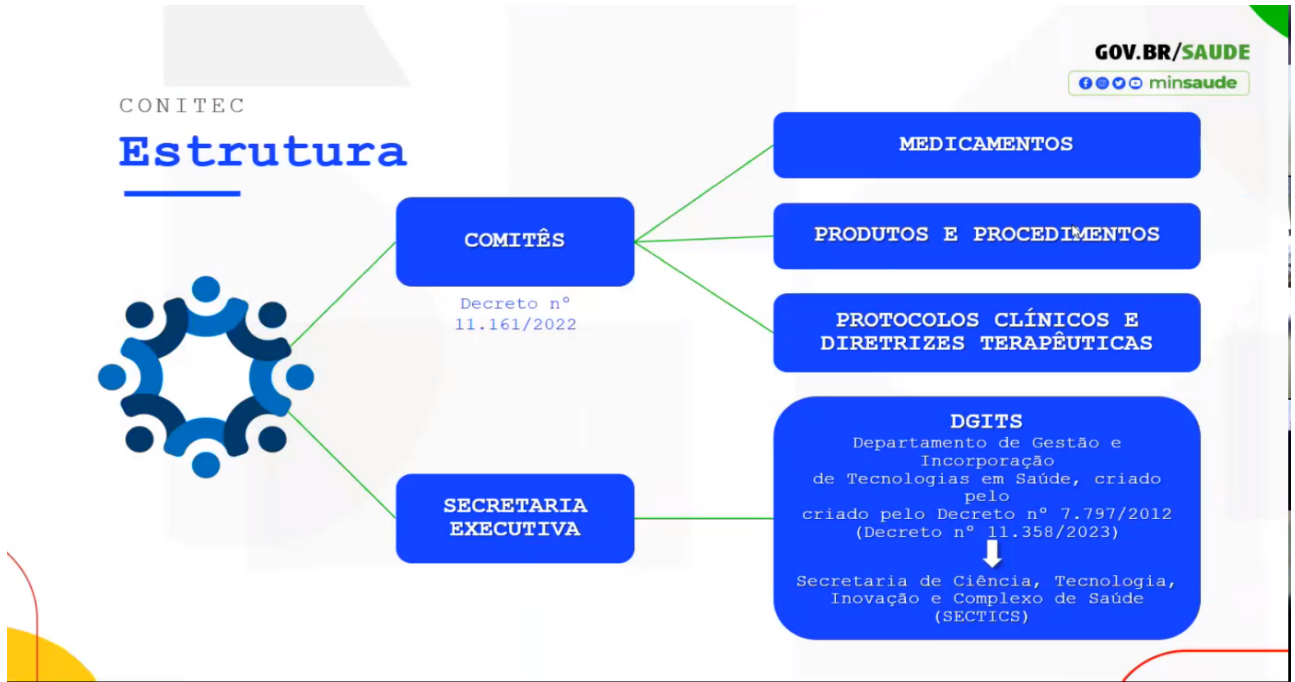 GOV.BR/SAUDE
minsaude
CONITEC
Estrutura
COMITÊS
Decreto nº
11.161/2022
MEDICAMENTOS
PRODUTOS E PROCEDIMENTOS
PROTOCOLOS CLÍNICOS E
DIRETRIZES TERAPÊUTICAS
SECRETARIA
EXECUTIVA
DGITS
Departamento de Gestão e
Incorporação
de Tecnologias em Saúde, criado
pelo
criado pelo Decreto nº 7.797/2012
(Decreto nº 11.358/2023)
Secretaria de Ciência, Tecnologia,
Inovação e Complexo de Saúde
(SECTICS)